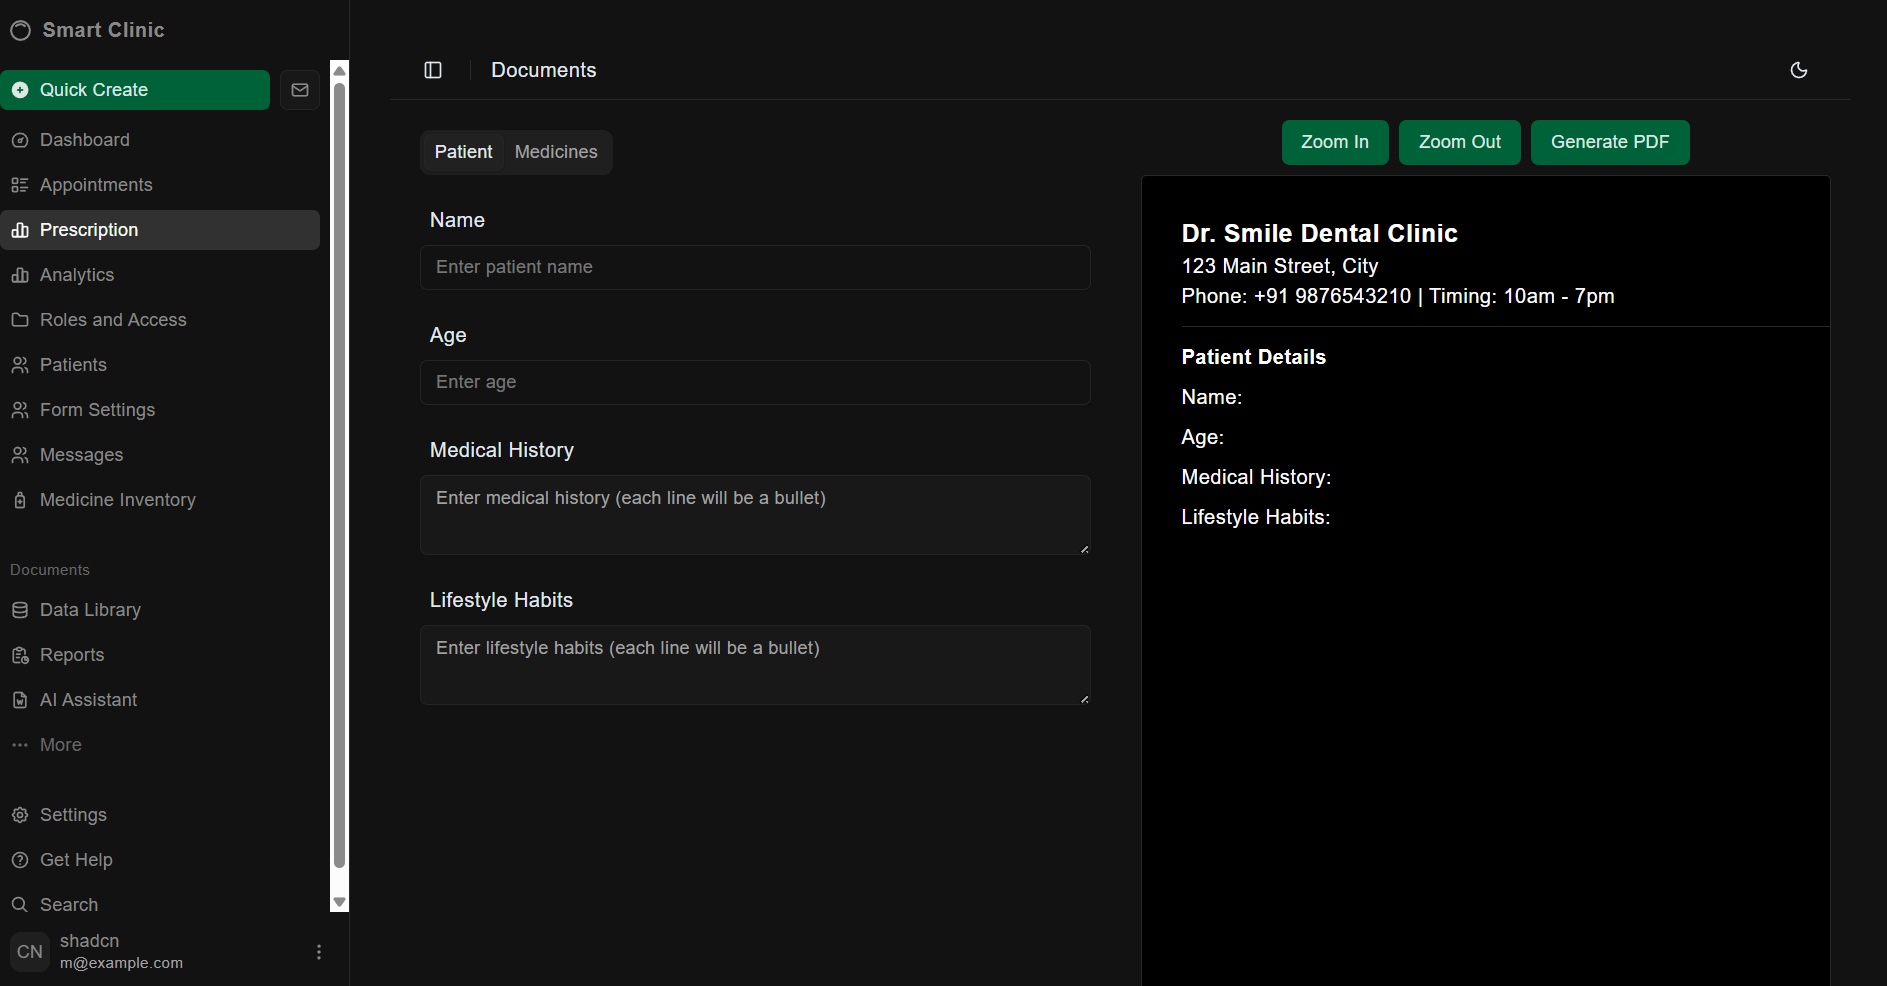 Smart Clinic
Quick Create
Dashboard
Appointments
Prescription
Analytics
Roles and Access
Patients
Form Settings
Messages
Medicine Inventory
Documents
Data Library
Reports
AI Assistant
More
Settings
Get Help
Search
CN
shadcn
m@example.com
Documents
Patient Medicines
Name
Enter patient name
Age
Enter age
Medical History
Enter medical history (each line will be a bullet)
Lifestyle Habits
Enter lifestyle habits (each line will be a bullet)
Zoom In Zoom Out Generate PDF
Dr. Smile Dental Clinic
123 Main Street, City
Phone: +91 9876543210 | Timing: 10am - 7pm
Patient Details
Name:
Age:
Medical History:
Lifestyle Habits: